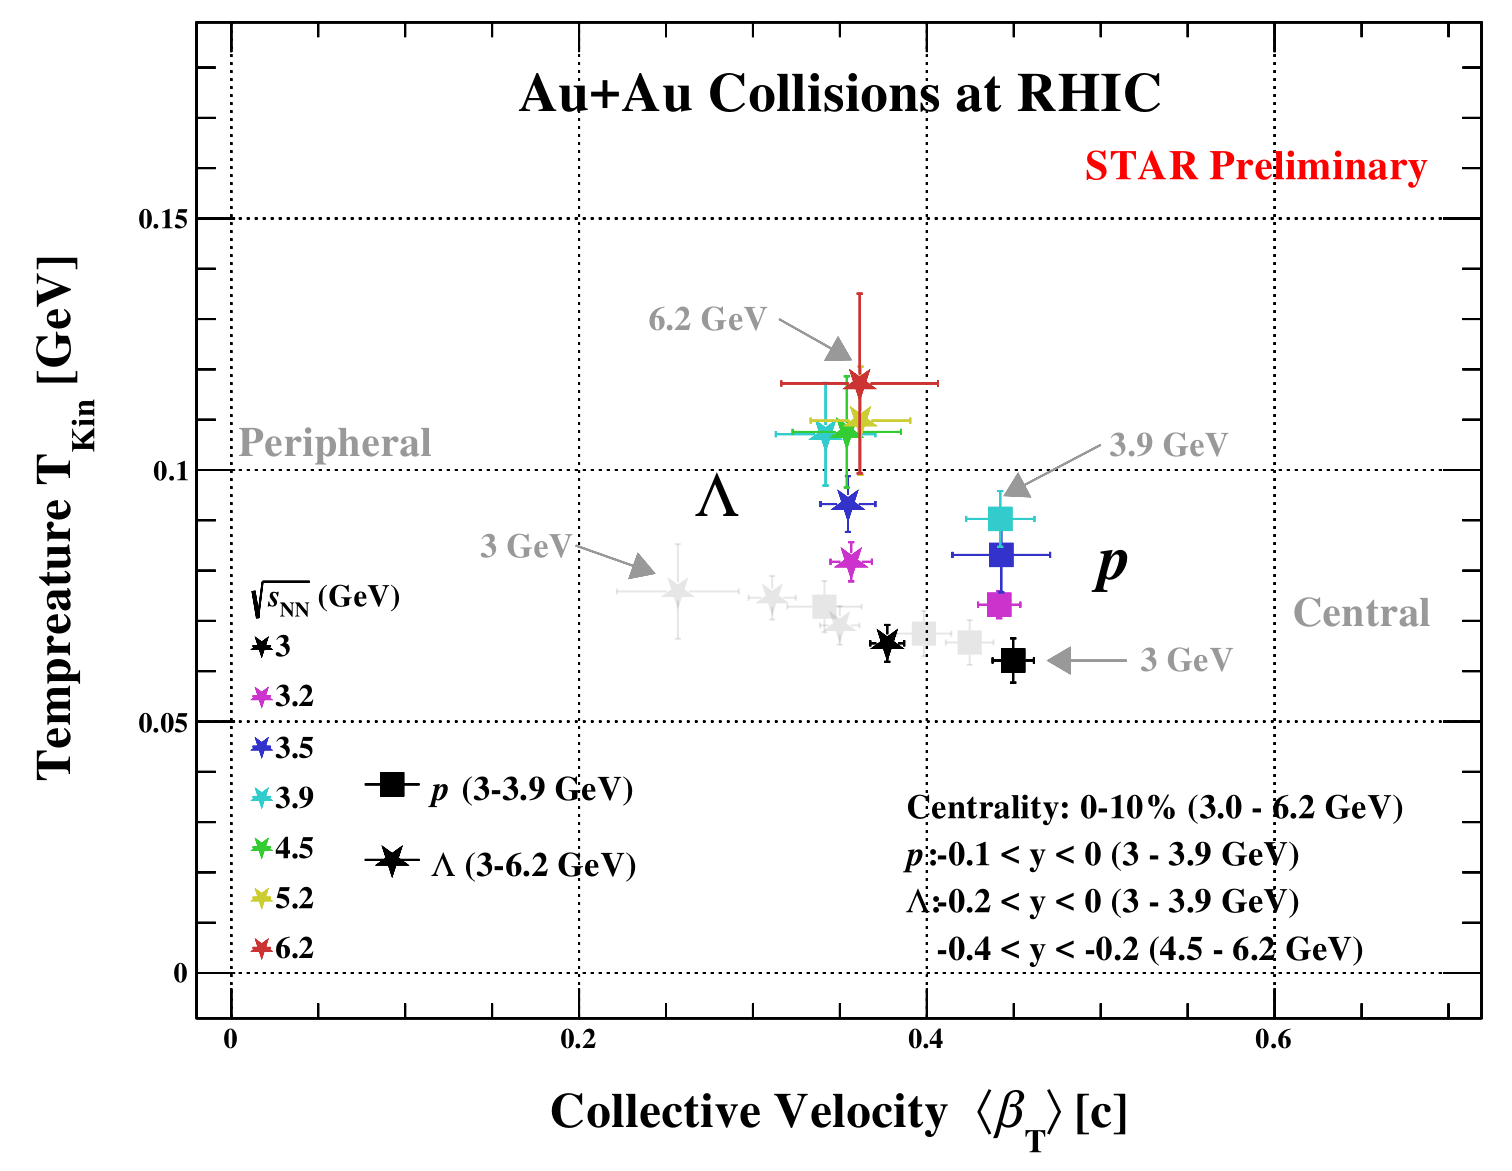 Au+Au Collisions at RHIC
STAR Preliminary
0.15
6.2 GeV
Peripheral
3.9 GeV
0.1
Λ
3 GeV
p
√sNN (GeV)
Central
3
3 GeV
3.2
0.05
3.5
p (3-3.9 GeV)
3.9
Centrality: 0-10% (3.0 - 6.2 GeV)
4.5
p:-0.1 < y < 0 (3 - 3.9 GeV)
Λ (3-6.2 GeV)
5.2
Λ:-0.2 < y < 0 (3 - 3.9 GeV)
6.2
-0.4 < y < -0.2 (4.5 - 6.2 GeV)
0
0 0.2 0.4 0.6
Tempreature TKin [GeV]
Collective Velocity ⟨βT⟩ [c]